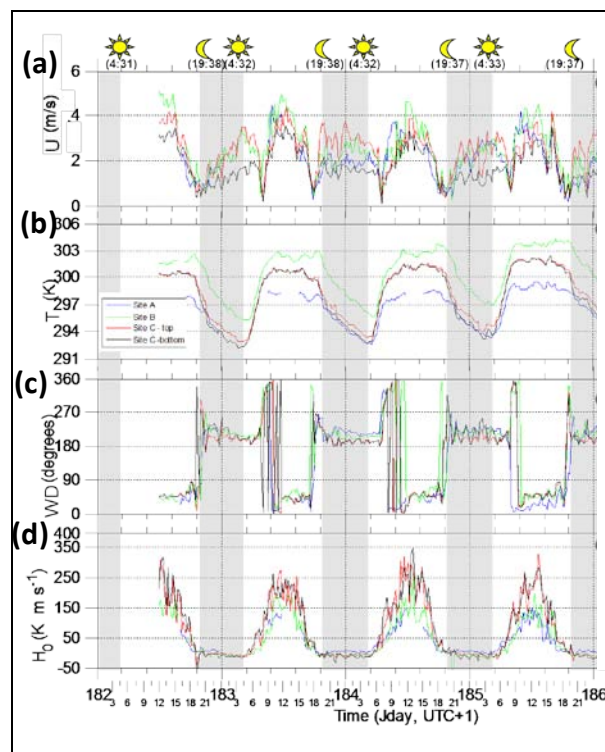 (4:31) (19:38) (4:32) (19:38) (4:32) (19:37) (4:33) (19:37)
(a)
U (m/s)
6
4
2
0
(b)
T (K)
306
303
300
297
294
291
Site A
Site B
Site C - top
Site C-bottom
(c)
WD (degrees)
360
270
180
90
0
(d)
H₀ (K m s⁻¹)
400
350
250
150
50
-50
182 183 184 185 186
3 6 9 12 15 18 21 3 6 9 12 15 18 21 3 6 9 12 15 18 21 3 6 9 12 15 18 21
Time (Jday, UTC+1)